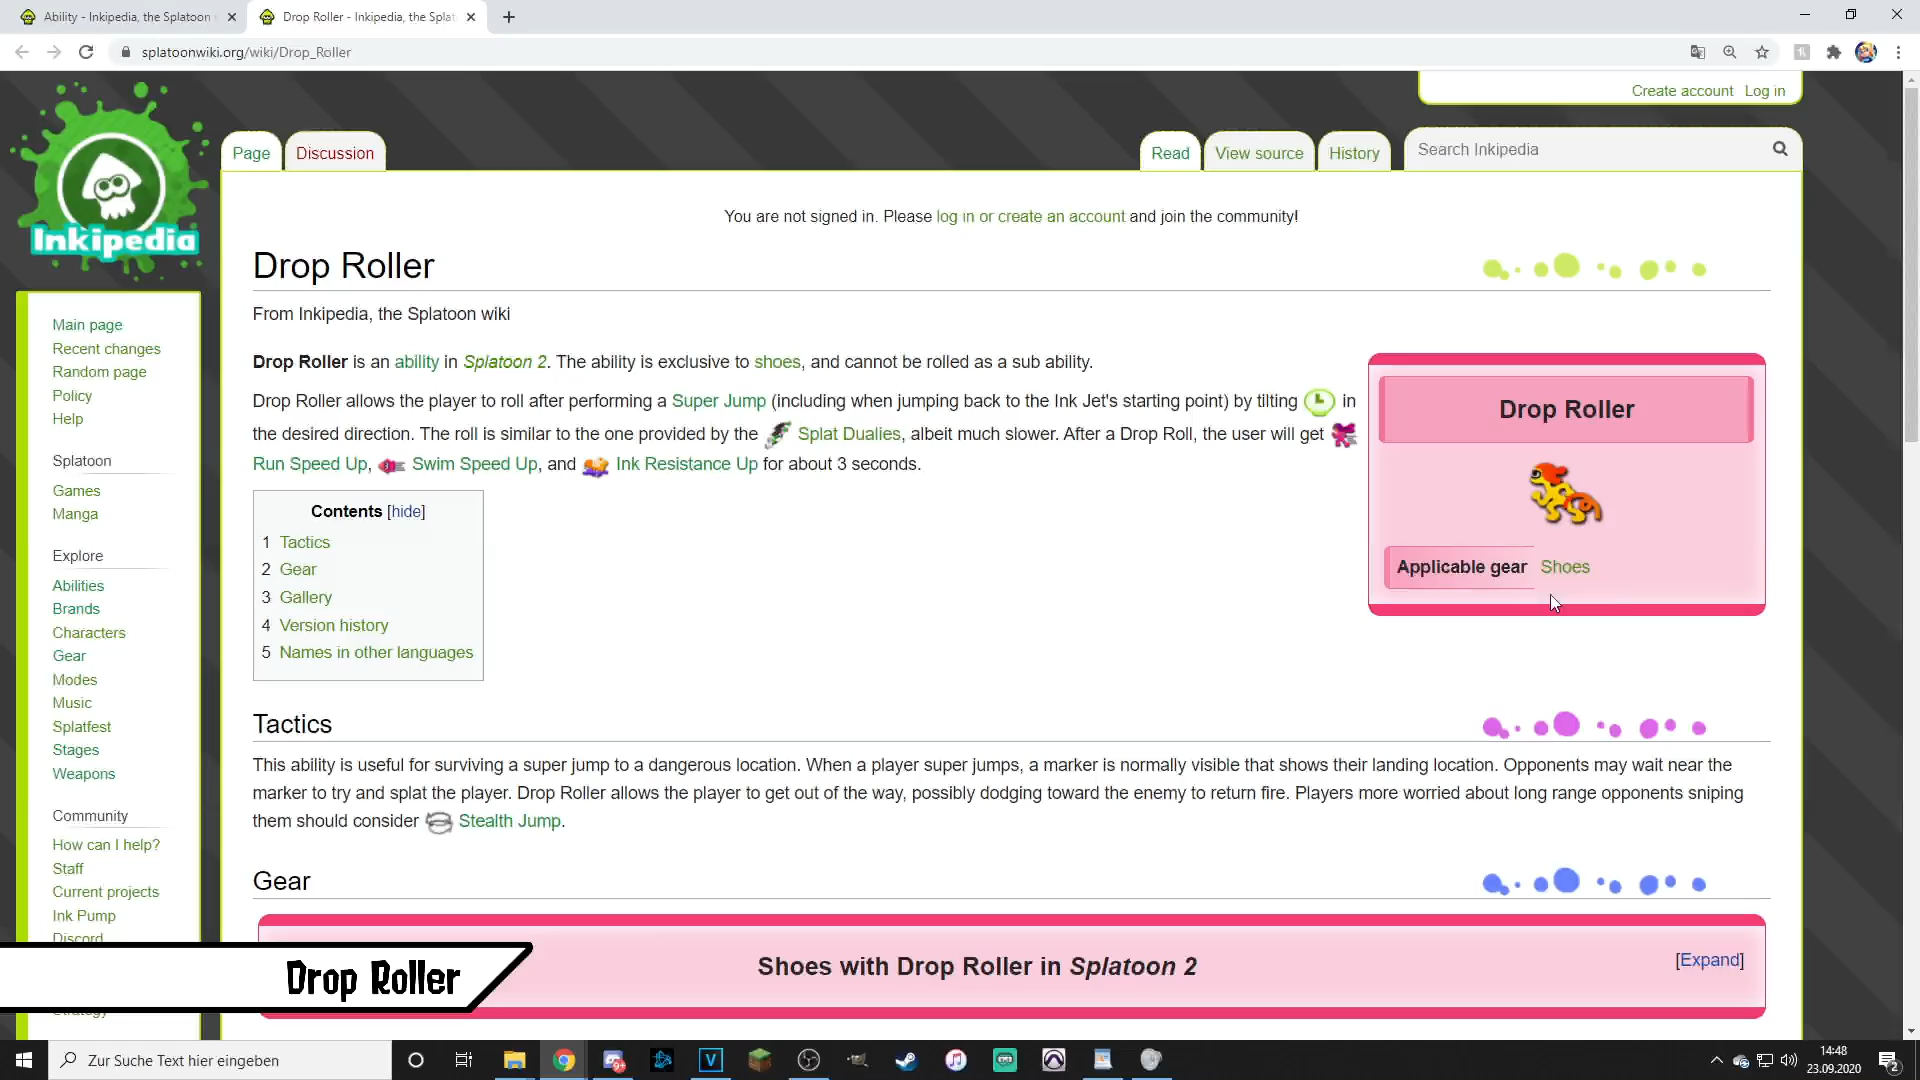 Ability - Inkipedia, the Splatoon
Drop Roller - Inkipedia, the Splat
splatoonwiki.org/wiki/Drop_Roller
Create account Log in
Page Discussion Read View source History Search Inkipedia
Inkipedia
You are not signed in. Please log in or create an account and join the community!
Drop Roller
From Inkipedia, the Splatoon wiki
Drop Roller is an ability in Splatoon 2. The ability is exclusive to shoes, and cannot be rolled as a sub ability.
Drop Roller allows the player to roll after performing a Super Jump (including when jumping back to the Ink Jet's starting point) by tilting L in
the desired direction. The roll is similar to the one provided by the Splat Dualies, albeit much slower. After a Drop Roll, the user will get
Run Speed Up, Swim Speed Up, and Ink Resistance Up for about 3 seconds.
Drop Roller
Applicable gear Shoes
Contents [hide]
1 Tactics
2 Gear
3 Gallery
4 Version history
5 Names in other languages
Tactics
This ability is useful for surviving a super jump to a dangerous location. When a player super jumps, a marker is normally visible that shows their landing location. Opponents may wait near the
marker to try and splat the player. Drop Roller allows the player to get out of the way, possibly dodging toward the enemy to return fire. Players more worried about long range opponents sniping
them should consider Stealth Jump.
Gear
Shoes with Drop Roller in Splatoon 2
[Expand]
Main page
Recent changes
Random page
Policy
Help
Splatoon
Games
Manga
Explore
Abilities
Brands
Characters
Gear
Modes
Music
Splatfest
Stages
Weapons
Community
How can I help?
Staff
Current projects
Ink Pump
Discord
Strategy
Drop Roller
Zur Suche Text hier eingeben
9+
V
14:48
23.09.2020
2